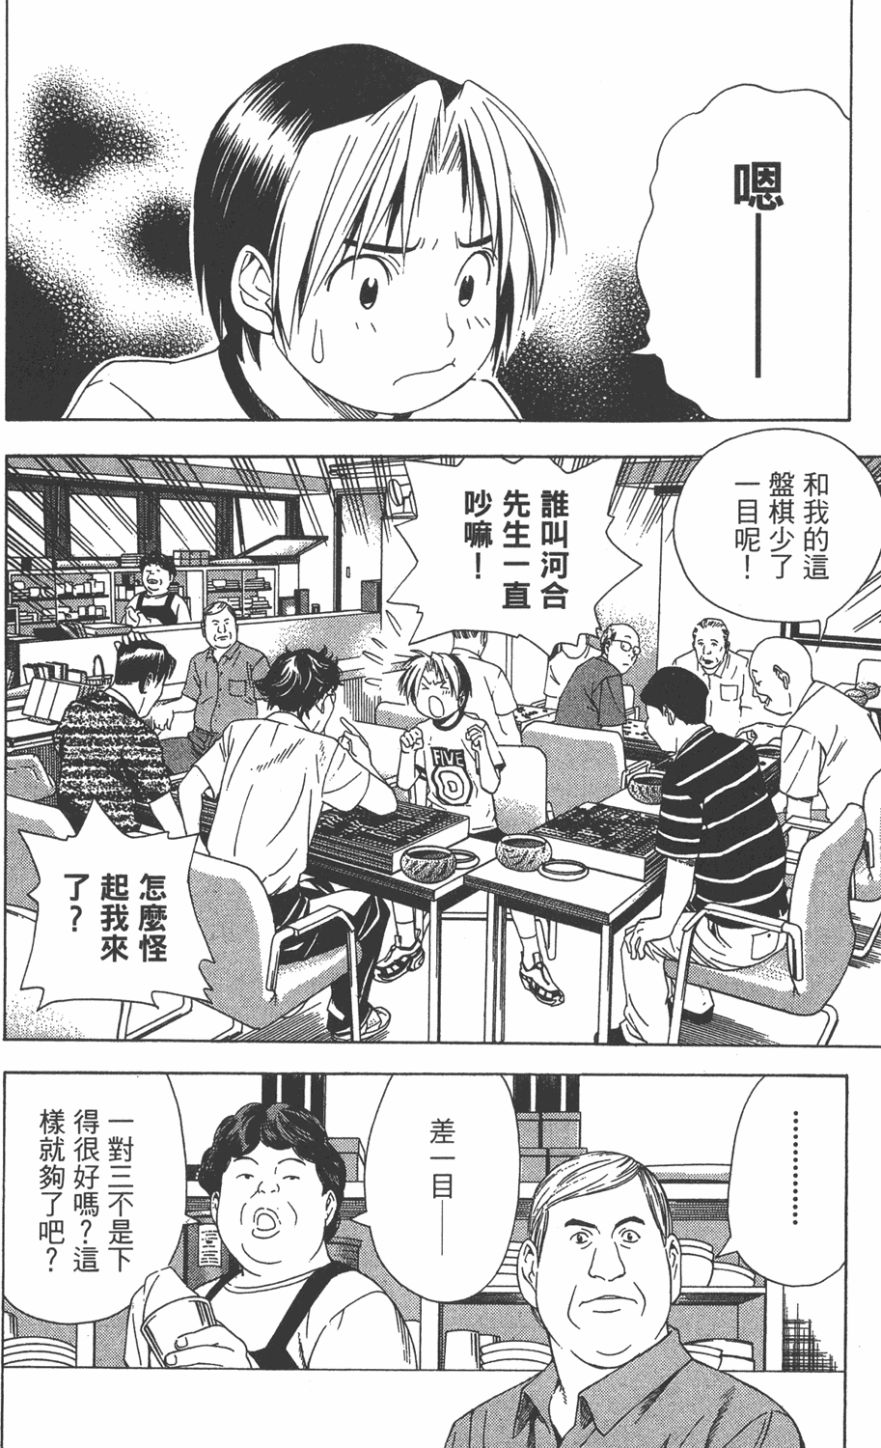 嗯——
和我的這
盤棋少了
一目呢！
誰叫河合
先生一直
吵嘛！
FIVE
怎麼怪
起我來
了？
…………
差一目——
一對三不是下
得很好嗎？這
樣就夠了吧？